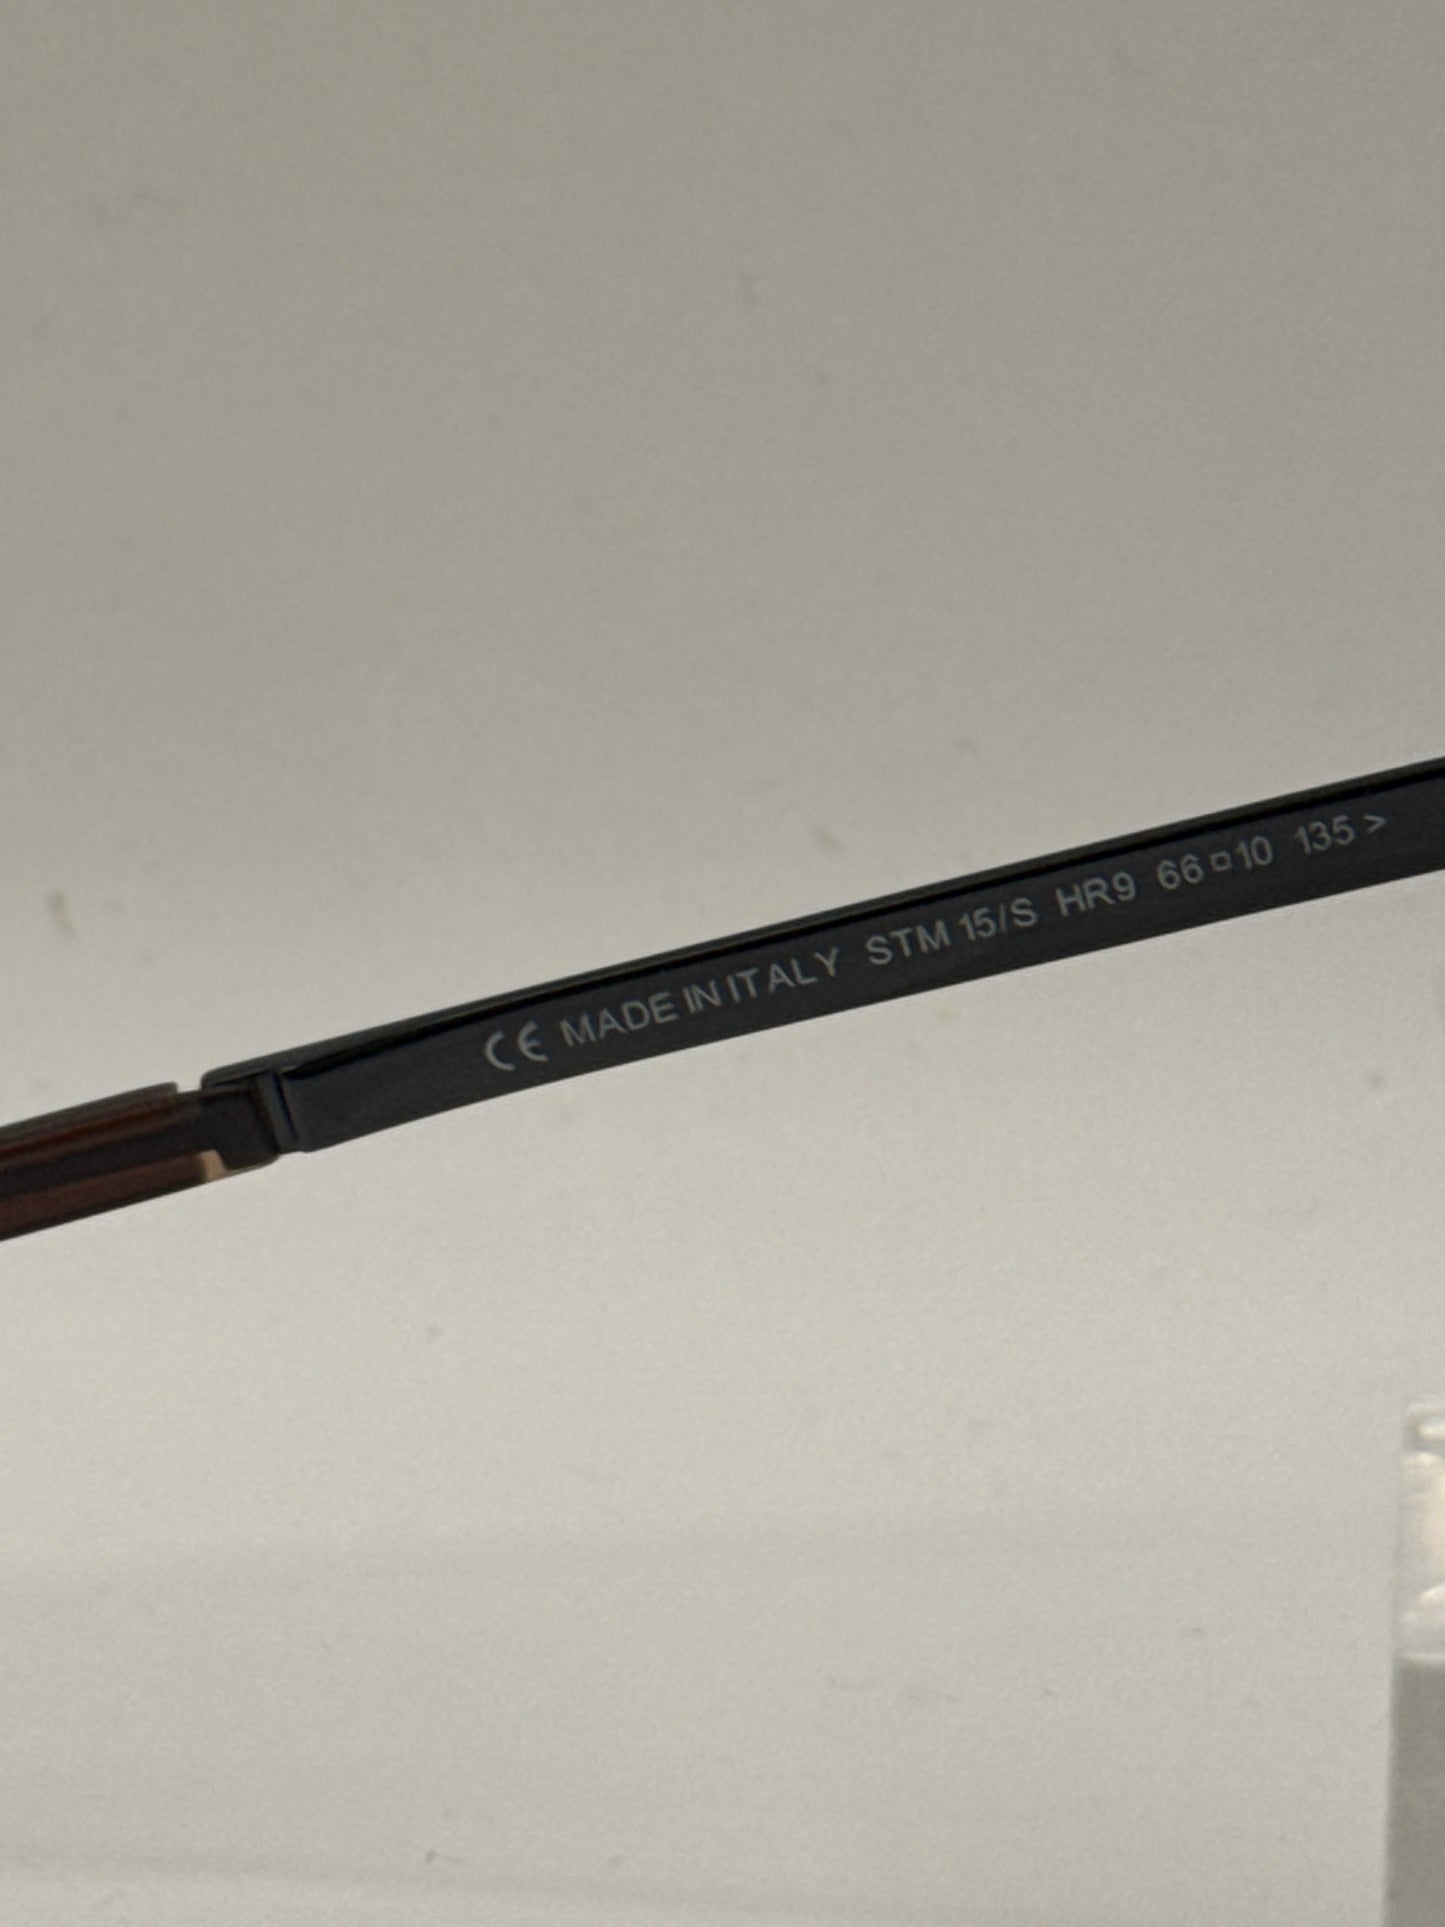 CE MADE IN ITALY STM 15/S HR9 66□10 135 >